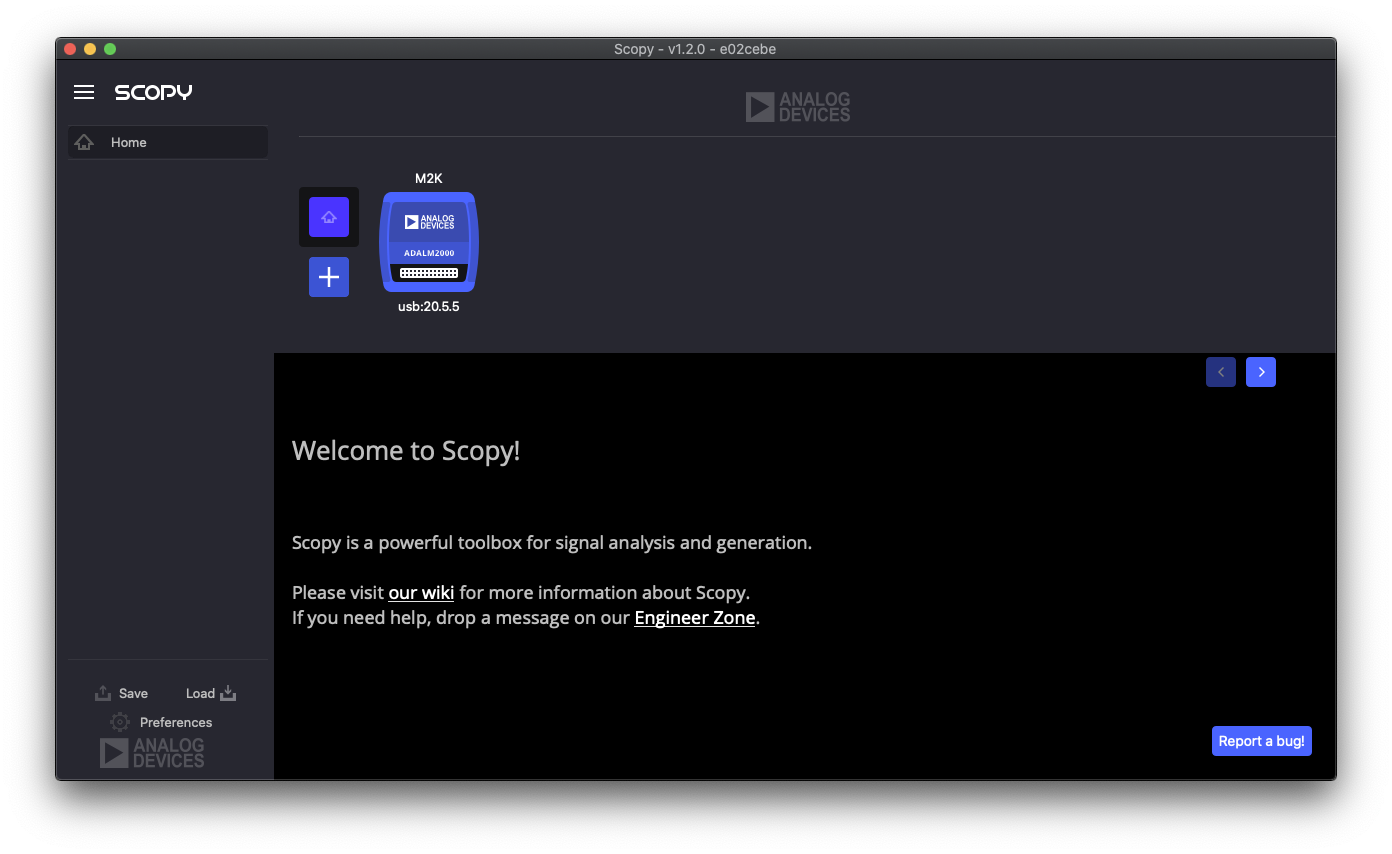 Scopy - v1.2.0 - e02cebe
SCOPY
ANALOG
DEVICES
Home
M2K
ANALOG
DEVICES
ADALM2000
usb:20.5.5
Welcome to Scopy!
Scopy is a powerful toolbox for signal analysis and generation.
Please visit our wiki for more information about Scopy.
If you need help, drop a message on our Engineer Zone.
Save
Load
Preferences
ANALOG
DEVICES
Report a bug!